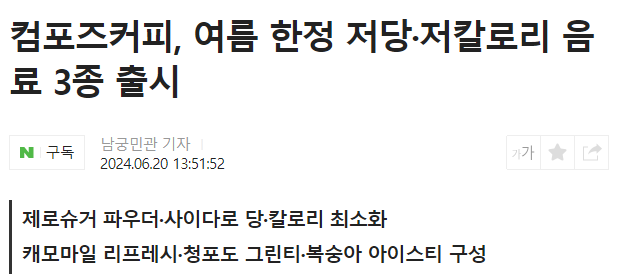 컴포즈커피, 여름 한정 저당·저칼로리 음
료 3종 출시
남궁민관 기자
N 구독
2024.06.20 13:51:52
가가
제로슈거 파우더·사이다로 당·칼로리 최소화
캐모마일 리프레시·청포도 그린티·복숭아 아이스티 구성